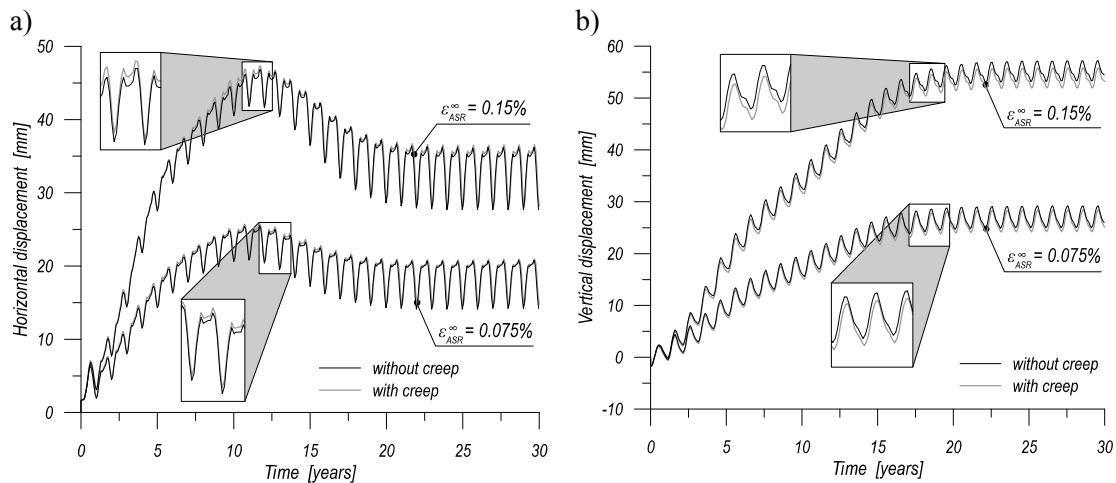 a)
50
40
30
20
10
0
Horizontal displacement [mm]
0 5 10 15 20 25 30
Time [years]
ε∞ASR = 0.15%
ε∞ASR = 0.075%
without creep
with creep
b)
60
50
40
30
20
10
0
-10
Vertical displacement [mm]
0 5 10 15 20 25 30
Time [years]
ε∞ASR = 0.15%
ε∞ASR = 0.075%
without creep
with creep